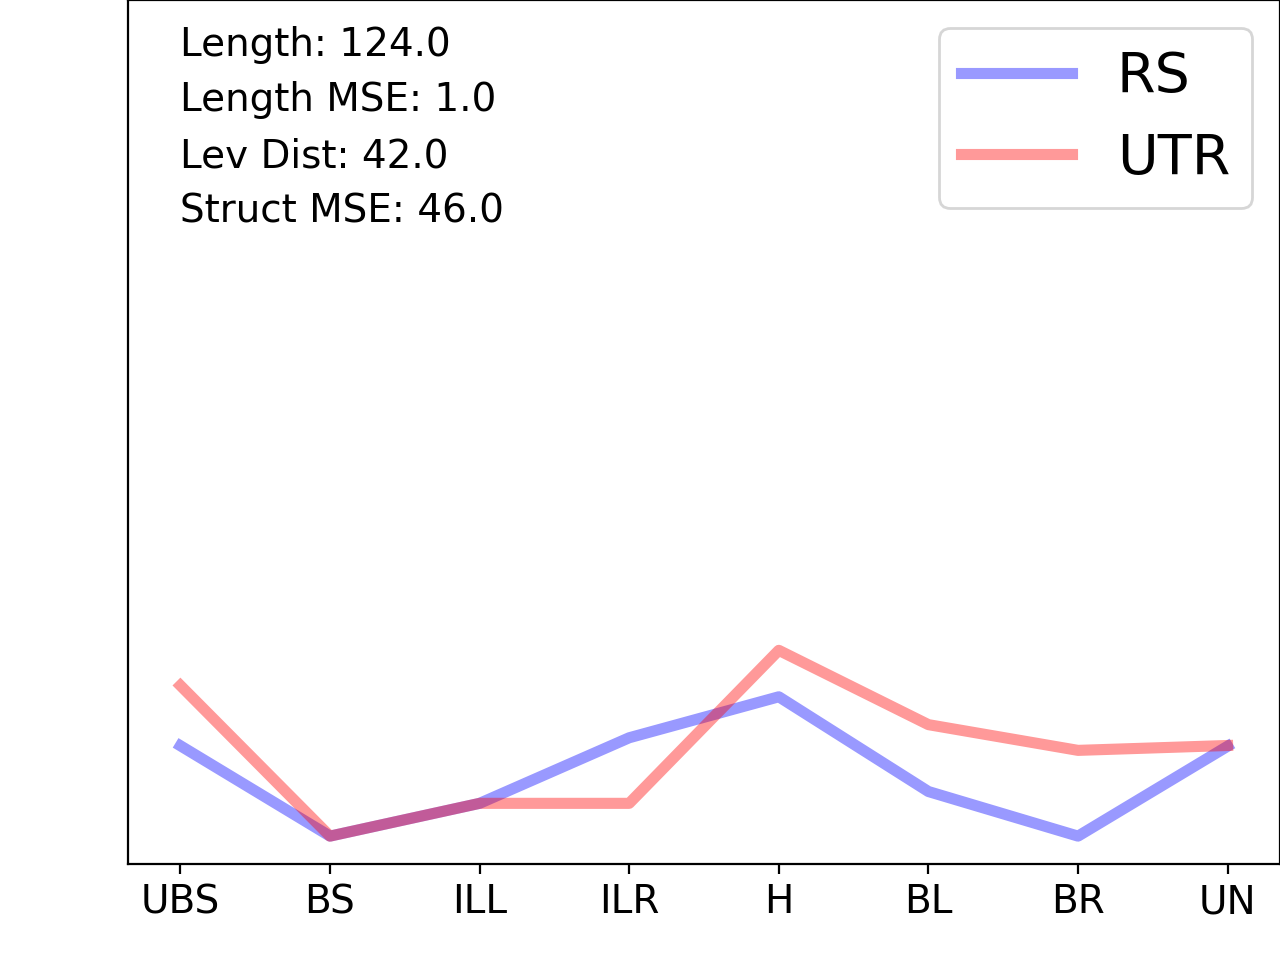 Length: 124.0
Length MSE: 1.0
Lev Dist: 42.0
Struct MSE: 46.0
RS
UTR
UBS BS ILL ILR H BL BR UN